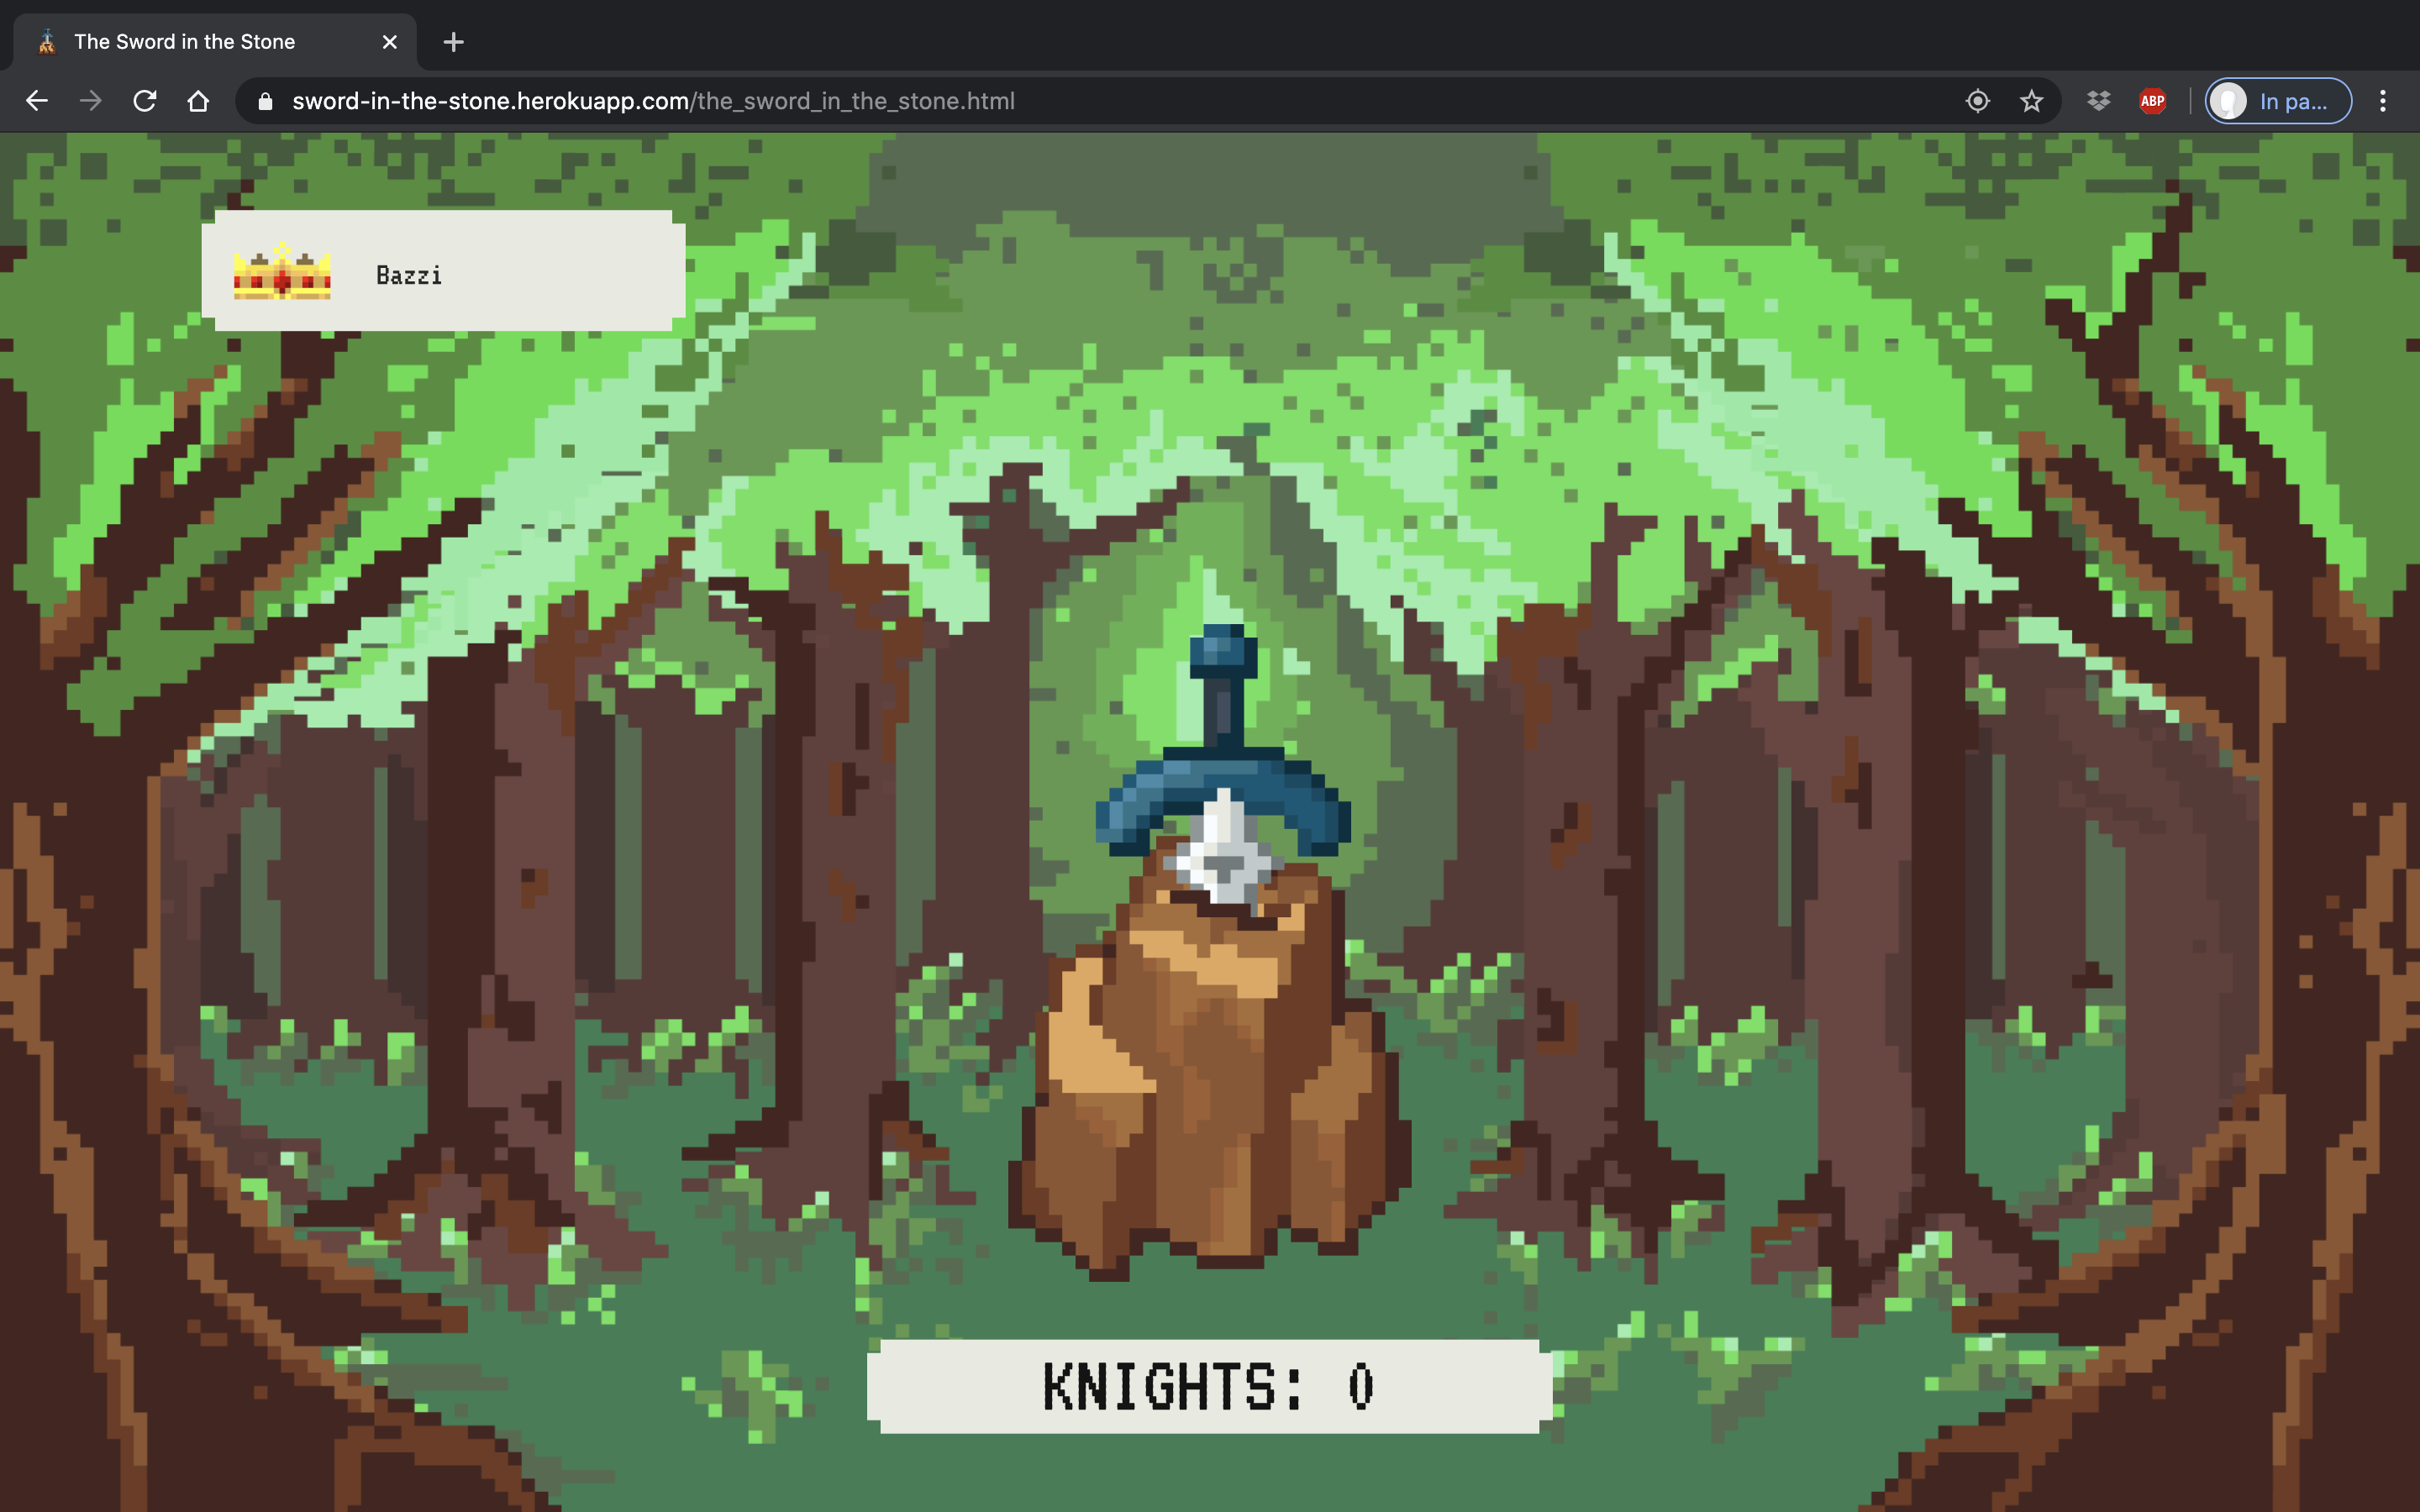 The Sword in the Stone
sword-in-the-stone.herokuapp.com/the_sword_in_the_stone.html
ABP
In pa...
Bazzi
KNIGHTS: 0